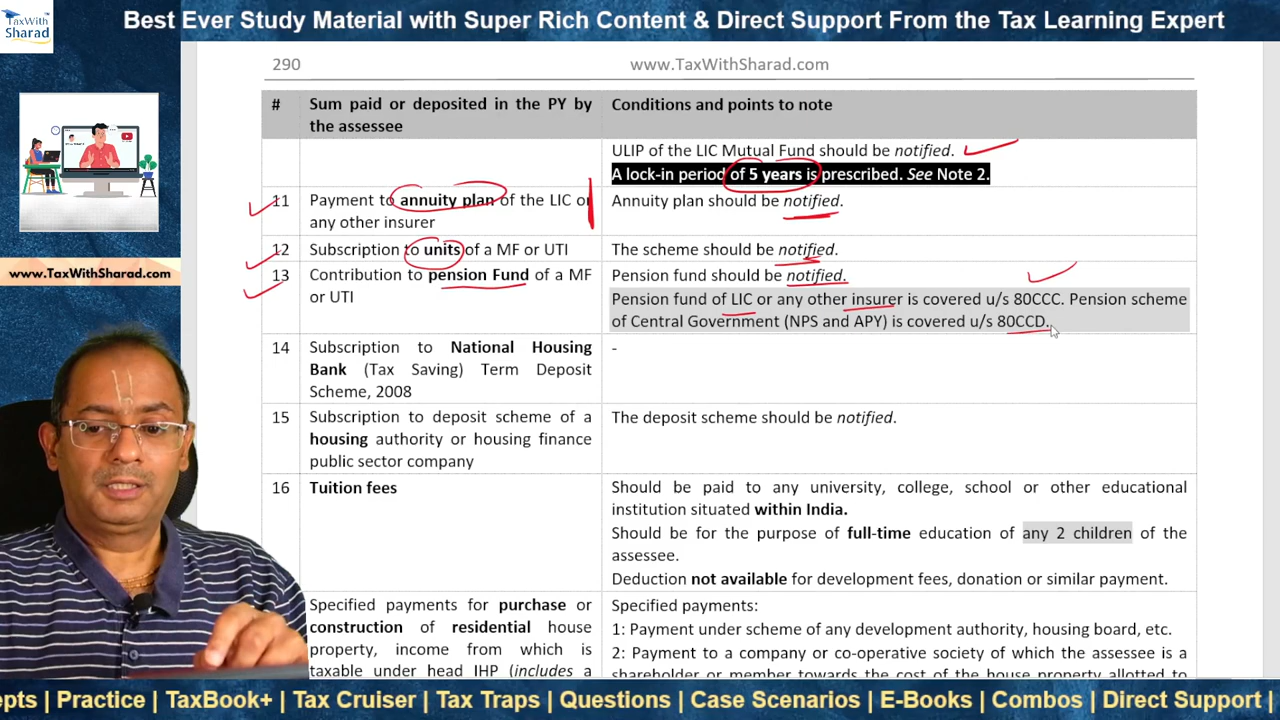 Best Ever Study Material with Super Rich Content & Direct Support From the Tax Learning Expert
TaxWith
Sharad
www.TaxWithSharad.com
290
www.TaxWithSharad.com
# Sum paid or deposited in the PY by the assessee
Conditions and points to note
ULIP of the LIC Mutual Fund should be notified.
A lock-in period of 5 years is prescribed. See Note 2.
11 Payment to annuity plan of the LIC or
any other insurer
Annuity plan should be notified.
12 Subscription to units of a MF or UTI
The scheme should be notified.
13 Contribution to pension Fund of a MF
or UTI
Pension fund should be notified.
Pension fund of LIC or any other insurer is covered u/s 80CCC. Pension scheme
of Central Government (NPS and APY) is covered u/s 80CCD.
14 Subscription to National Housing
Bank (Tax Saving) Term Deposit
Scheme, 2008
-
15 Subscription to deposit scheme of a
housing authority or housing finance
public sector company
The deposit scheme should be notified.
16 Tuition fees
Should be paid to any university, college, school or other educational
institution situated within India.
Should be for the purpose of full-time education of any 2 children of the
assessee.
Deduction not available for development fees, donation or similar payment.
Specified payments for purchase or
construction of residential house
property, income from which is
taxable under head IHP (includes a
Specified payments:
1: Payment under scheme of any development authority, housing board, etc.
2: Payment to a company or co-operative society of which the assessee is a
shareholder or member towards the cost of the house property allotted to
epts | Practice | TaxBook+ | Tax Cruiser | Tax Traps | Questions | Case Scenarios | E-Books | Combos | Direct Support |